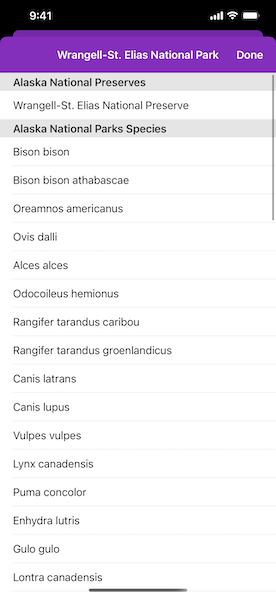 9:41
Wrangell-St. Elias National Park Done
Alaska National Preserves
Wrangell-St. Elias National Preserve
Alaska National Parks Species
Bison bison
Bison bison athabascae
Oreamnos americanus
Ovis dalli
Alces alces
Odocoileus hemionus
Rangifer tarandus caribou
Rangifer tarandus groenlandicus
Canis latrans
Canis lupus
Vulpes vulpes
Lynx canadensis
Puma concolor
Enhydra lutris
Gulo gulo
Lontra canadensis